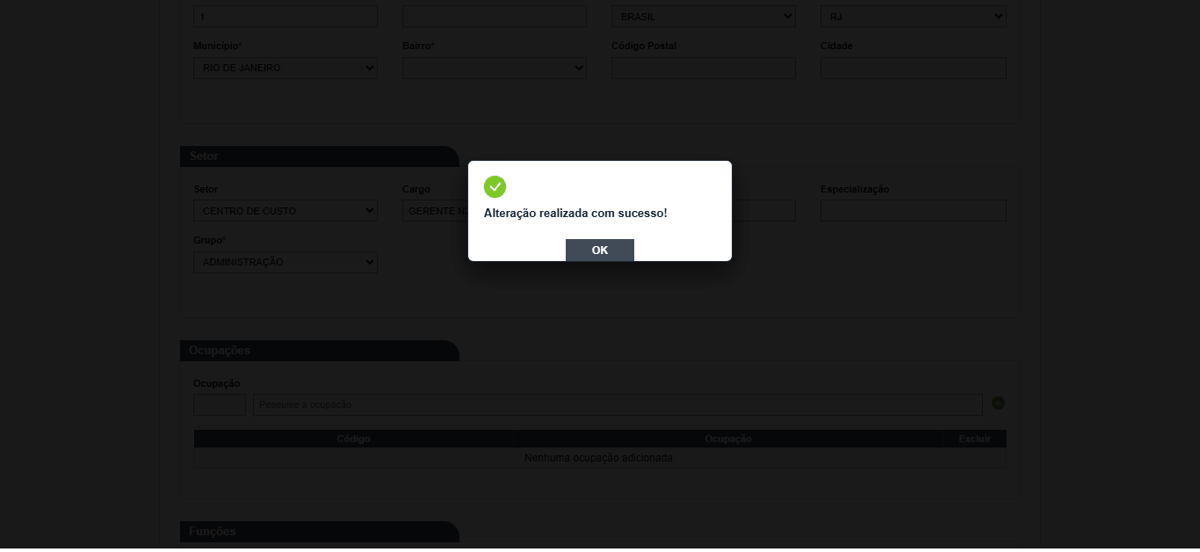 1 BRASIL RJ
Município* Bairro* Código Postal Cidade
RIO DE JANEIRO
Setor
Setor Cargo Especialização
CENTRO DE CUSTO GERENTE
Grupo*
ADMINISTRAÇÃO
Alteração realizada com sucesso!
OK
Ocupações
Ocupação
Pesquise a ocupação
Código Ocupação Excluir
Nenhuma ocupação adicionada
Funções